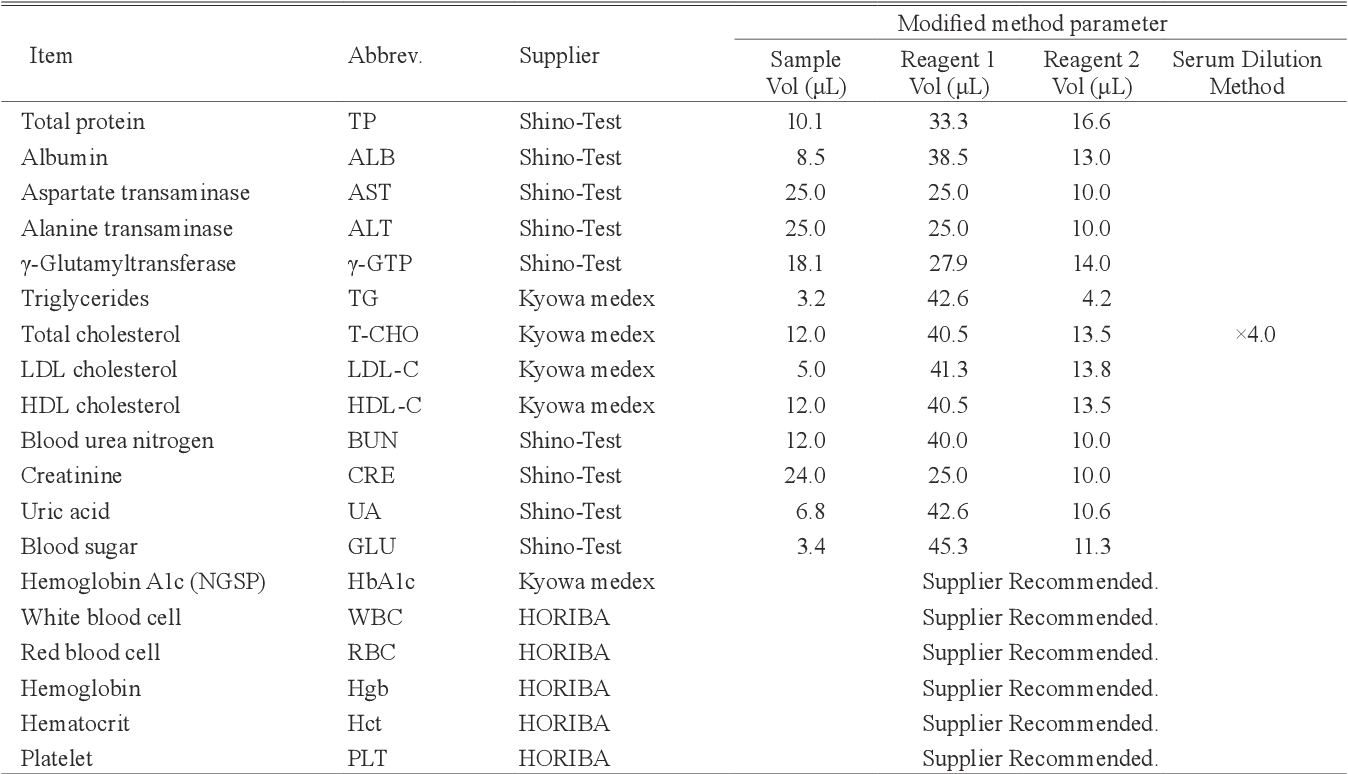 Modified method parameter
Item Abbrev. Supplier Sample Vol (µL) Reagent 1 Vol (µL) Reagent 2 Vol (µL) Serum Dilution Method
Total protein TP Shino-Test 10.1 33.3 16.6
Albumin ALB Shino-Test 8.5 38.5 13.0
Aspartate transaminase AST Shino-Test 25.0 25.0 10.0
Alanine transaminase ALT Shino-Test 25.0 25.0 10.0
γ-Glutamyltransferase γ-GTP Shino-Test 18.1 27.9 14.0
Triglycerides TG Kyowa medex 3.2 42.6 4.2
Total cholesterol T-CHO Kyowa medex 12.0 40.5 13.5 ×4.0
LDL cholesterol LDL-C Kyowa medex 5.0 41.3 13.8
HDL cholesterol HDL-C Kyowa medex 12.0 40.5 13.5
Blood urea nitrogen BUN Shino-Test 12.0 40.0 10.0
Creatinine CRE Shino-Test 24.0 25.0 10.0
Uric acid UA Shino-Test 6.8 42.6 10.6
Blood sugar GLU Shino-Test 3.4 45.3 11.3
Hemoglobin A1c (NGSP) HbA1c Kyowa medex Supplier Recommended.
White blood cell WBC HORIBA Supplier Recommended.
Red blood cell RBC HORIBA Supplier Recommended.
Hemoglobin Hgb HORIBA Supplier Recommended.
Hematocrit Hct HORIBA Supplier Recommended.
Platelet PLT HORIBA Supplier Recommended.